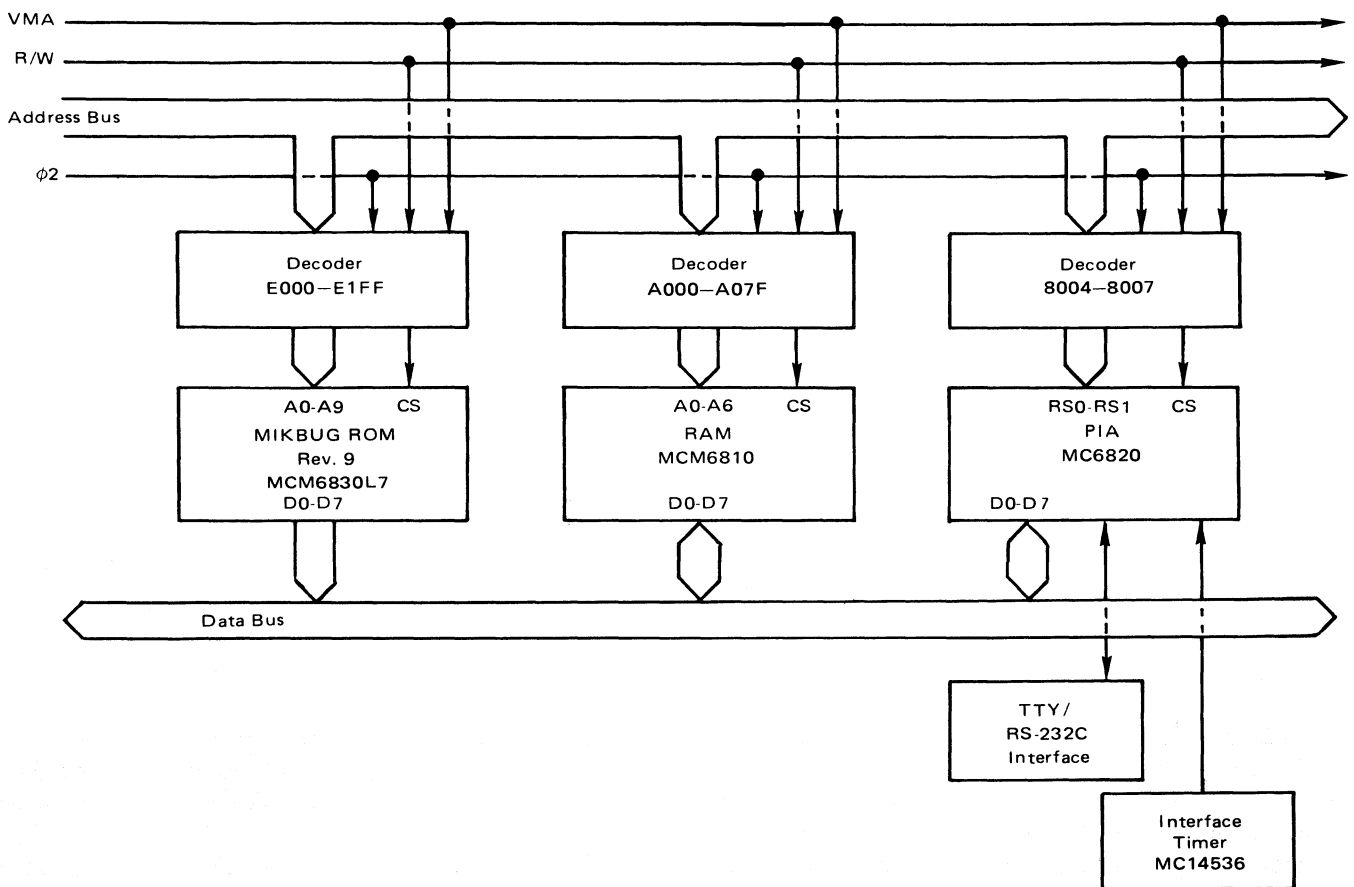 VMA
R/W
Address Bus
ϕ2
Decoder
E000—E1FF
Decoder
A000—A07F
Decoder
8004—8007
A0-A9 CS
MIKBUG ROM
Rev. 9
MCM6830L7
D0-D7
A0-A6 CS
RAM
MCM6810
D0-D7
RS0-RS1 CS
PIA
MC6820
D0-D7
Data Bus
TTY/
RS-232C
Interface
Interface
Timer
MC14536